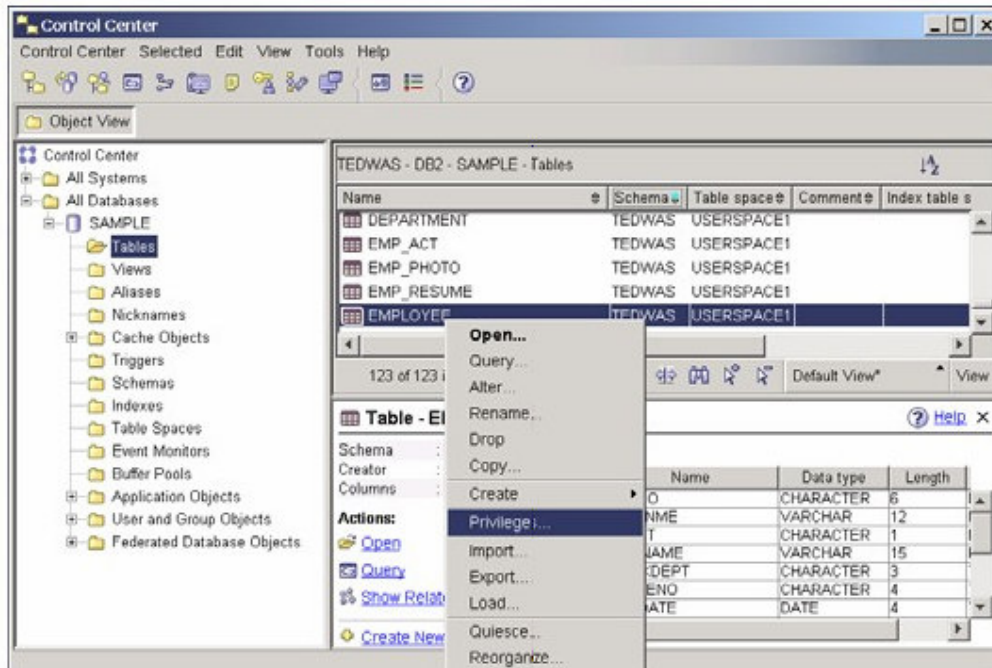 Control Center
Control Center Selected Edit View Tools Help
Object View
Control Center
All Systems
All Databases
SAMPLE
Tables
Views
Aliases
Nicknames
Cache Objects
Triggers
Schemas
Indexes
Table Spaces
Event Monitors
Buffer Pools
Application Objects
User and Group Objects
Federated Database Objects
TEDWAS - DB2 - SAMPLE - Tables
Name Schema Table space Comment Index table s
DEPARTMENT TEDWAS USERSPACE1
EMP_ACT TEDWAS USERSPACE1
EMP_PHOTO TEDWAS USERSPACE1
EMP_RESUME TEDWAS USERSPACE1
EMPLOYEE TEDWAS USERSPACE1
123 of 123 i Default View* View
Open...
Query...
Alter...
Rename...
Drop
Copy...
Create
Privileges...
Import...
Export...
Load...
Quiesce...
Reorganize...
Table - E
Help
Schema :
Creator :
Columns :
Actions:
Open
Query
Show Relat
Create New
Name Data type Length
O CHARACTER 6
NME VARCHAR 12
T CHARACTER 1
NAME VARCHAR 15
KDEPT CHARACTER 3
ENO CHARACTER 4
ATE DATE 4